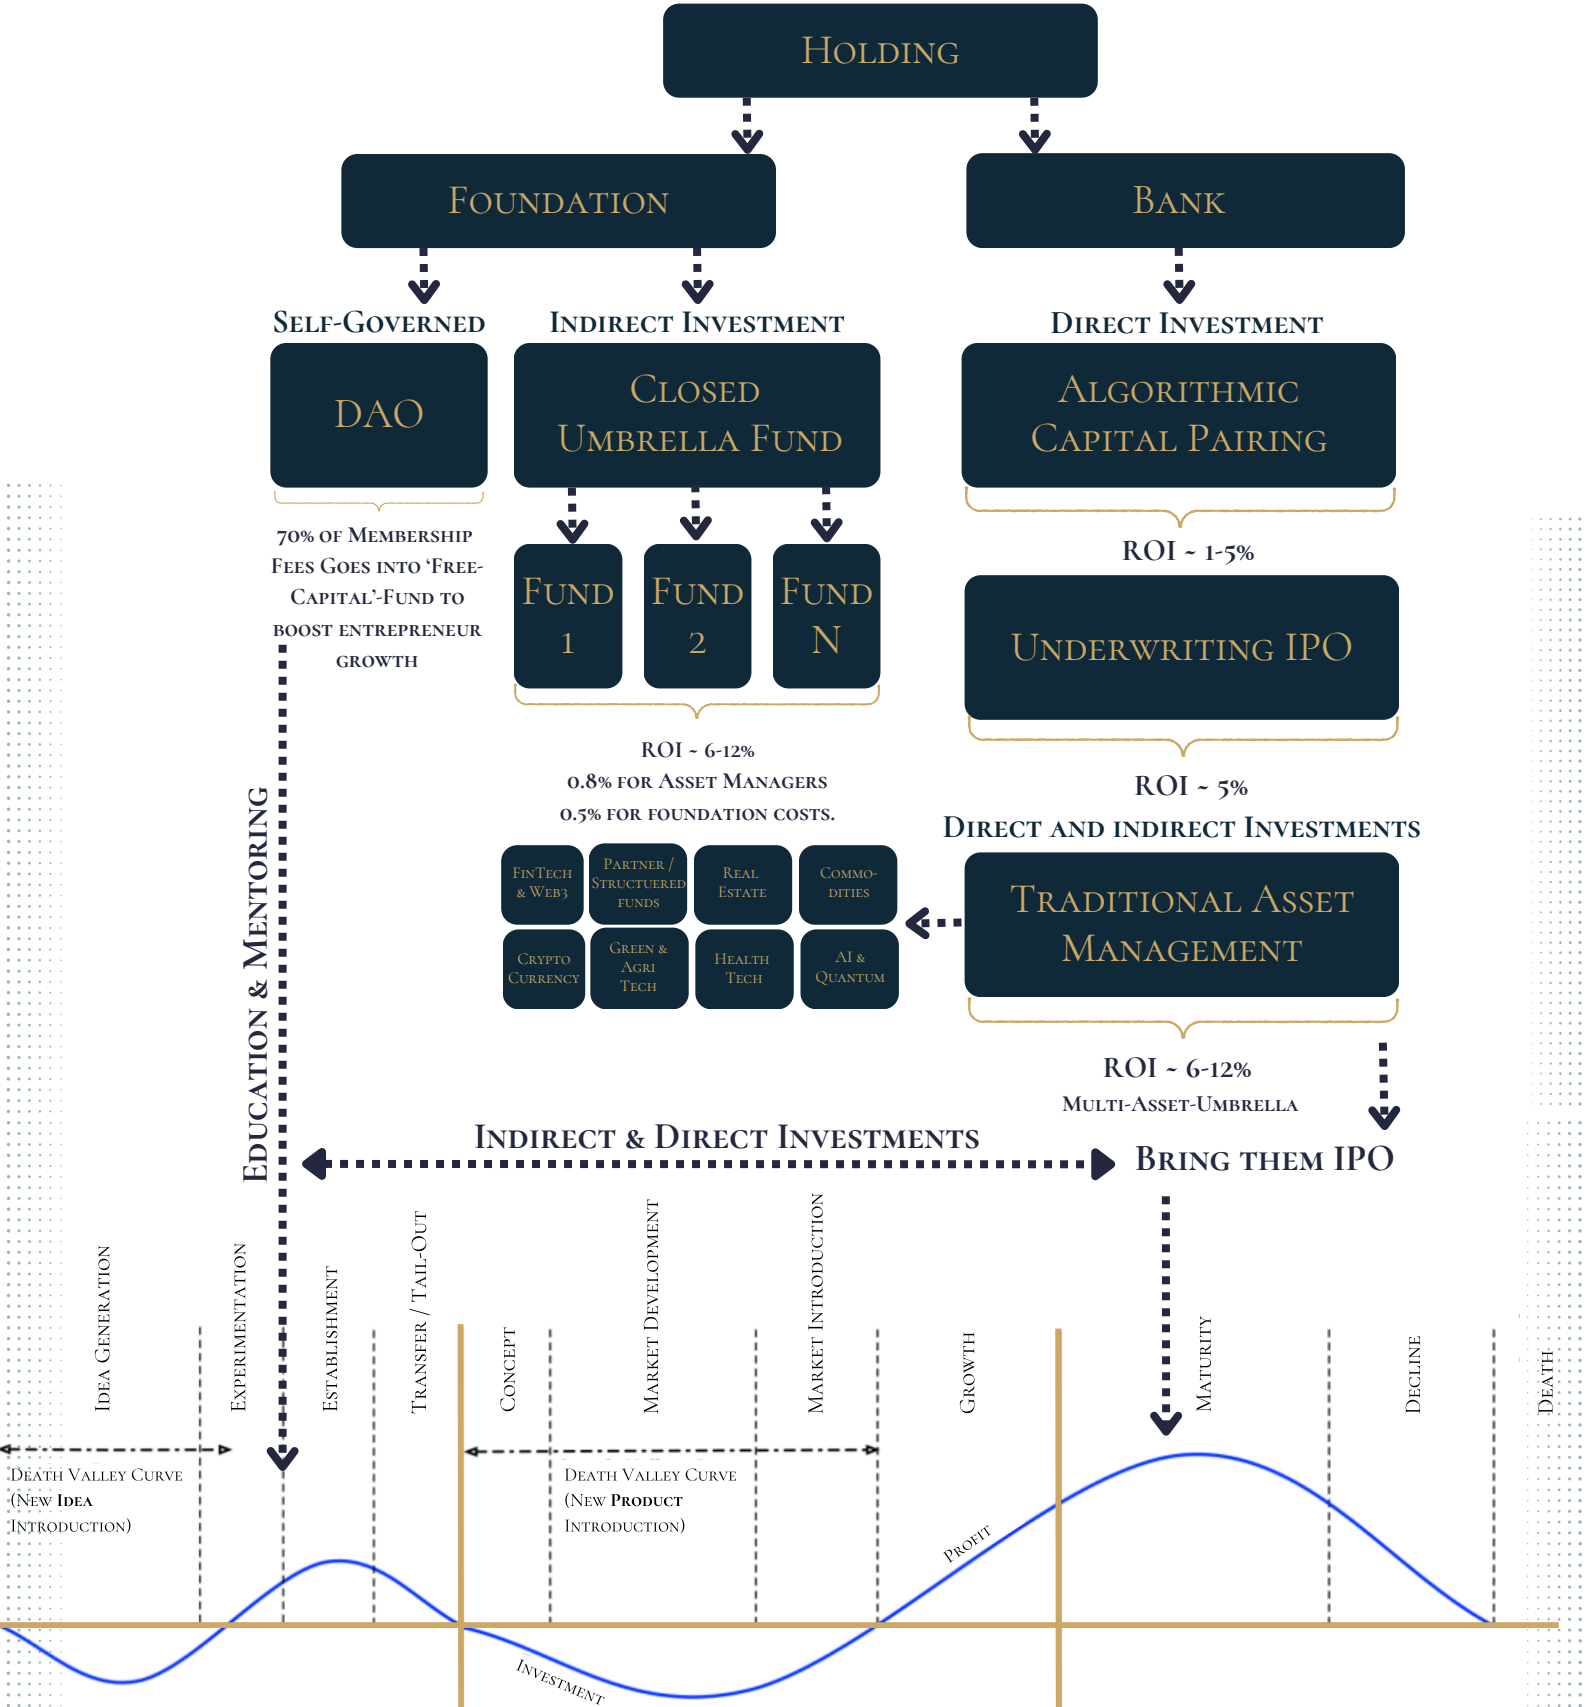 Holding
Foundation
Bank
Self-Governed
Indirect Investment
Direct Investment
DAO
Closed
Umbrella Fund
Algorithmic
Capital Pairing
70% of Membership
Fees Goes into ‘Free-
Capital’-Fund to
boost entrepreneur
growth
Fund
1
Fund
2
Fund
N
ROI ~ 1-5%
Underwriting IPO
ROI ~ 6-12%
0.8% for Asset Managers
0.5% for foundation costs.
ROI ~ 5%
Direct and indirect Investments
FinTech
& Web3
Partner /
Structuered
funds
Real
Estate
Commo-
dities
Crypto
Currency
Green &
Agri
Tech
Health
Tech
AI &
Quantum
Traditional Asset
Management
ROI ~ 6-12%
Multi-Asset-Umbrella
Education & Mentoring
Indirect & Direct Investments
Bring them IPO
Idea Generation
Experimentation
Establishment
Transfer / Tail-Out
Concept
Market Development
Market Introduction
Growth
Maturity
Decline
Death
Death Valley Curve
(New Idea
Introduction)
Death Valley Curve
(New Product
Introduction)
Profit
Investment